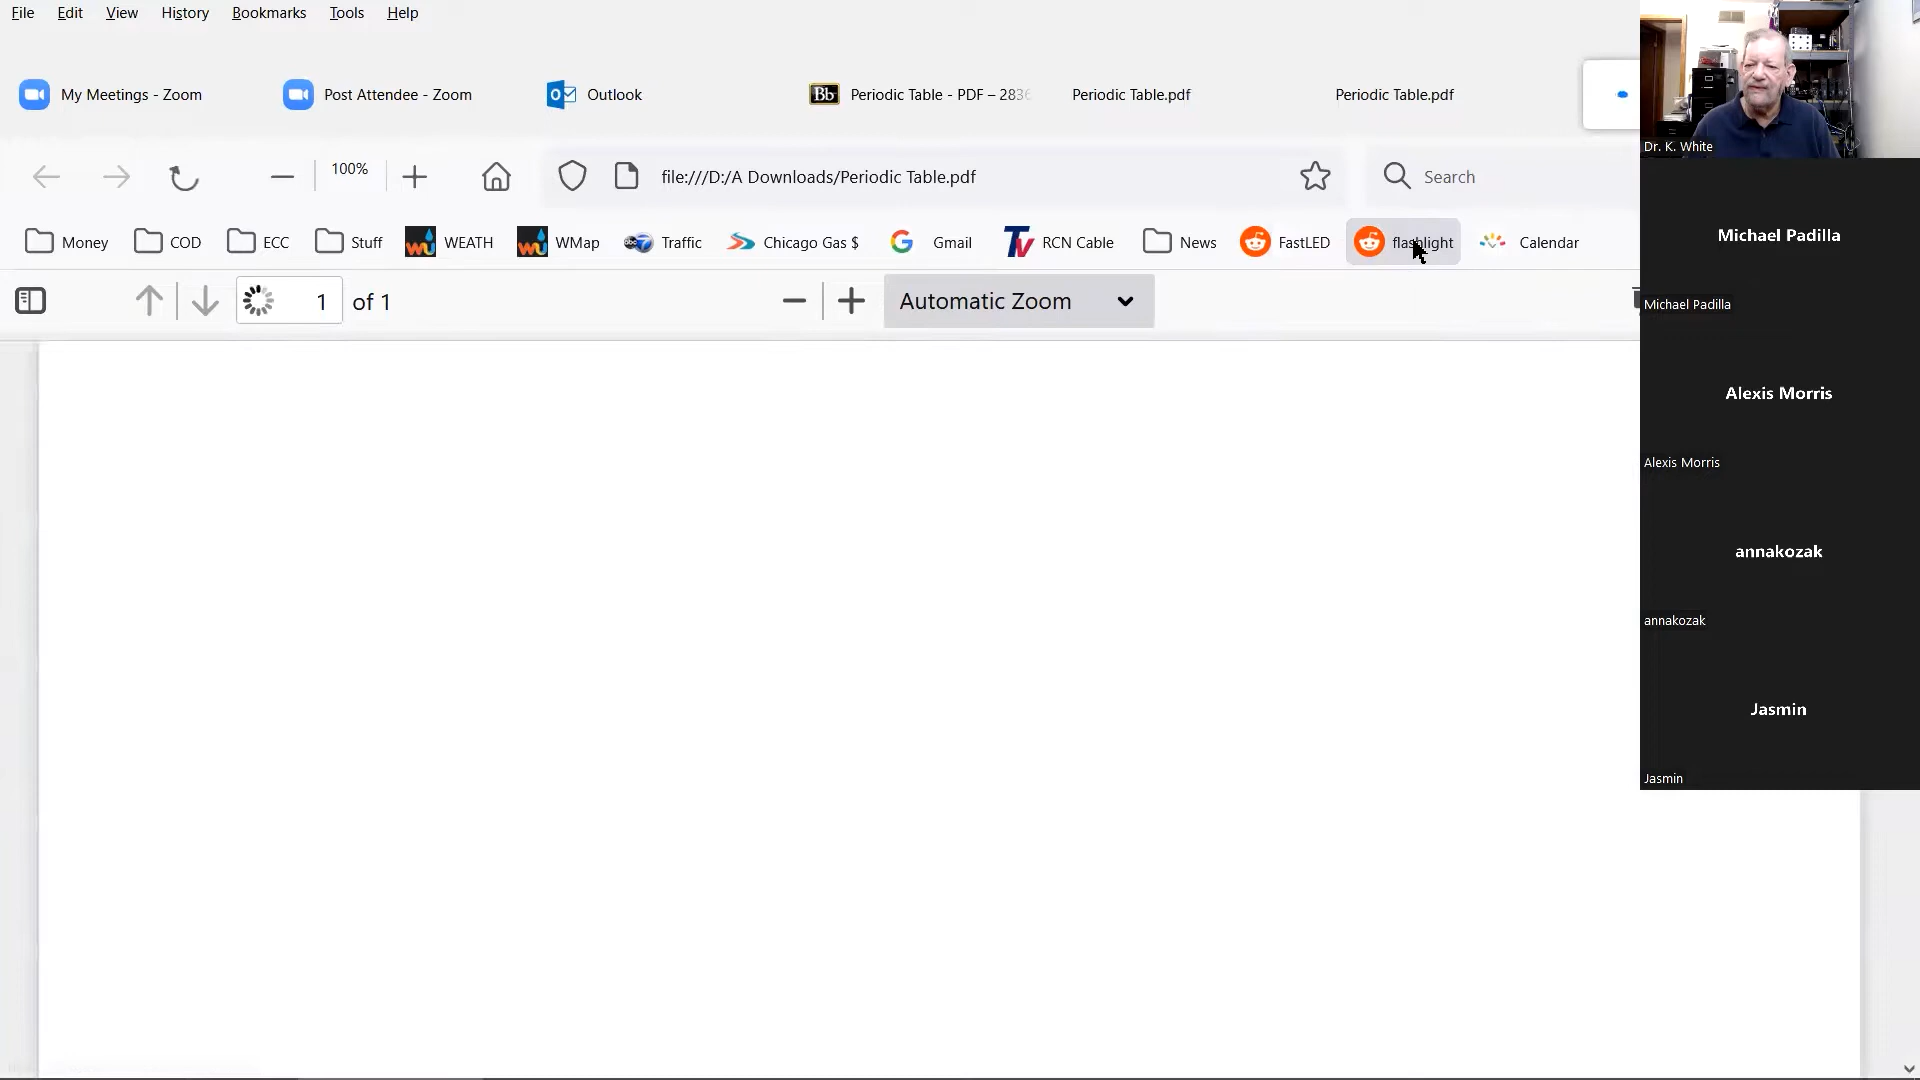 File Edit View History Bookmarks Tools Help
My Meetings - Zoom
Post Attendee - Zoom
Outlook
Bb Periodic Table - PDF – 2836
Periodic Table.pdf
Periodic Table.pdf
100%
file:///D:/A Downloads/Periodic Table.pdf
Search
Money COD ECC Stuff WEATH WMap Traffic Chicago Gas $ Gmail RCN Cable News FastLED flashlight Calendar
1 of 1
Automatic Zoom
Dr. K. White
Michael Padilla
Michael Padilla
Alexis Morris
Alexis Morris
annakozak
annakozak
Jasmin
Jasmin